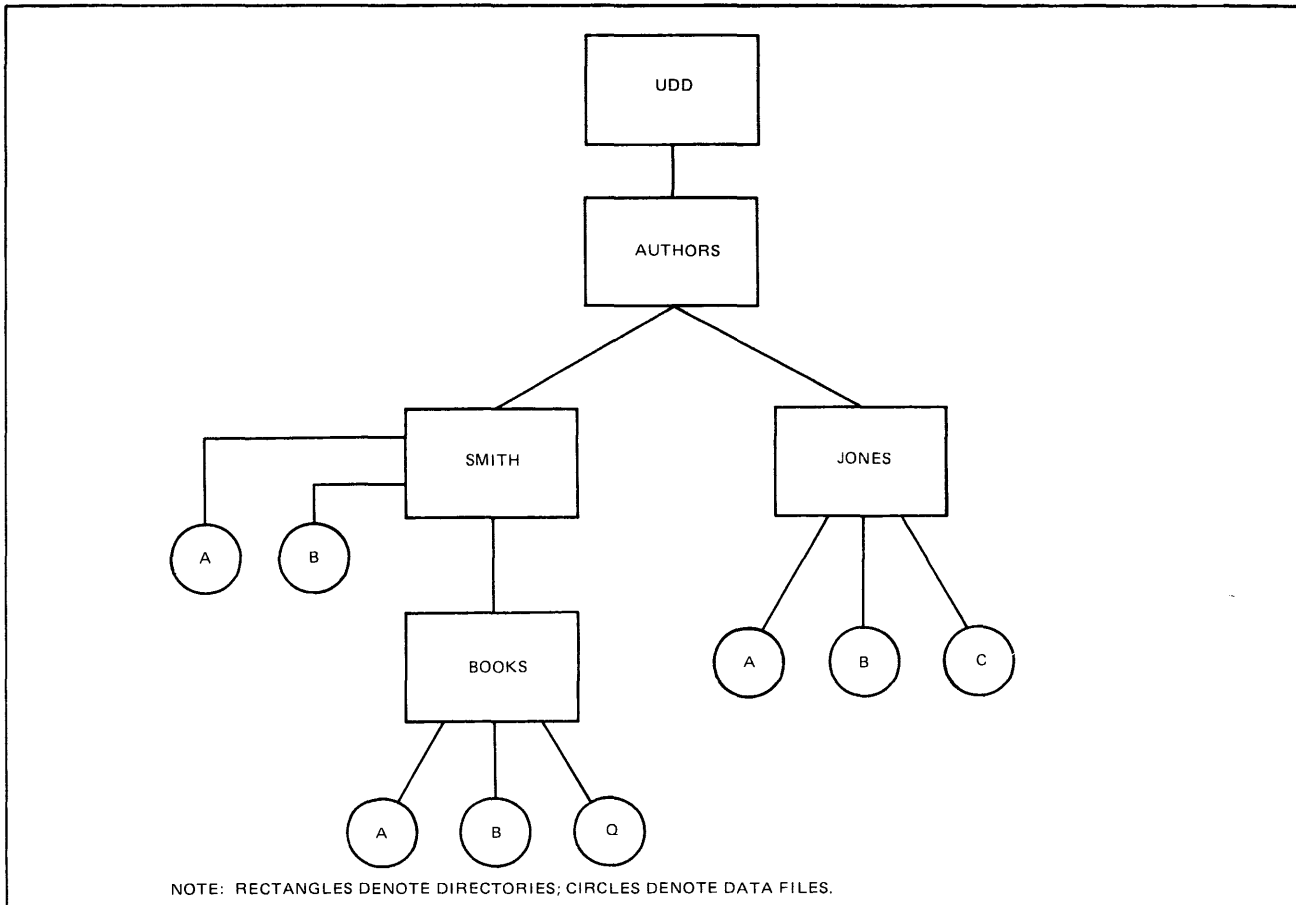 UDD
AUTHORS
SMITH
JONES
A
B
BOOKS
A
B
C
A
B
Q
NOTE: RECTANGLES DENOTE DIRECTORIES; CIRCLES DENOTE DATA FILES.